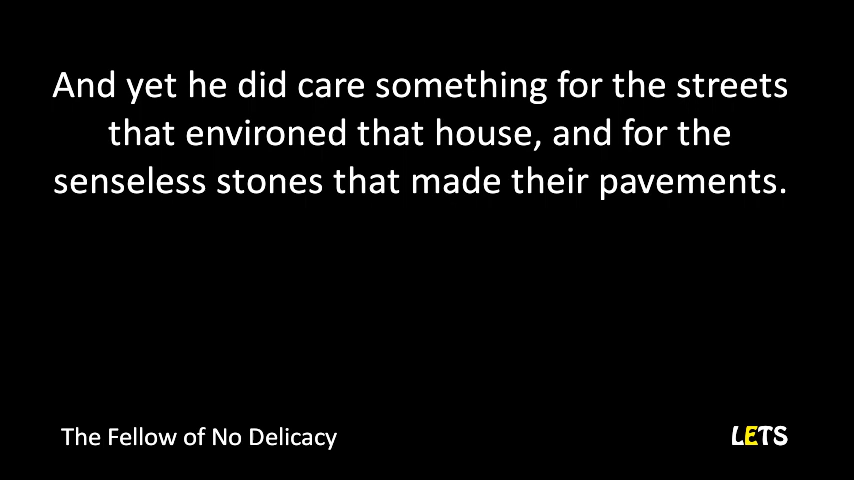 And yet he did care something for the streets
that environed that house, and for the
senseless stones that made their pavements.
The Fellow of No Delicacy
LETS